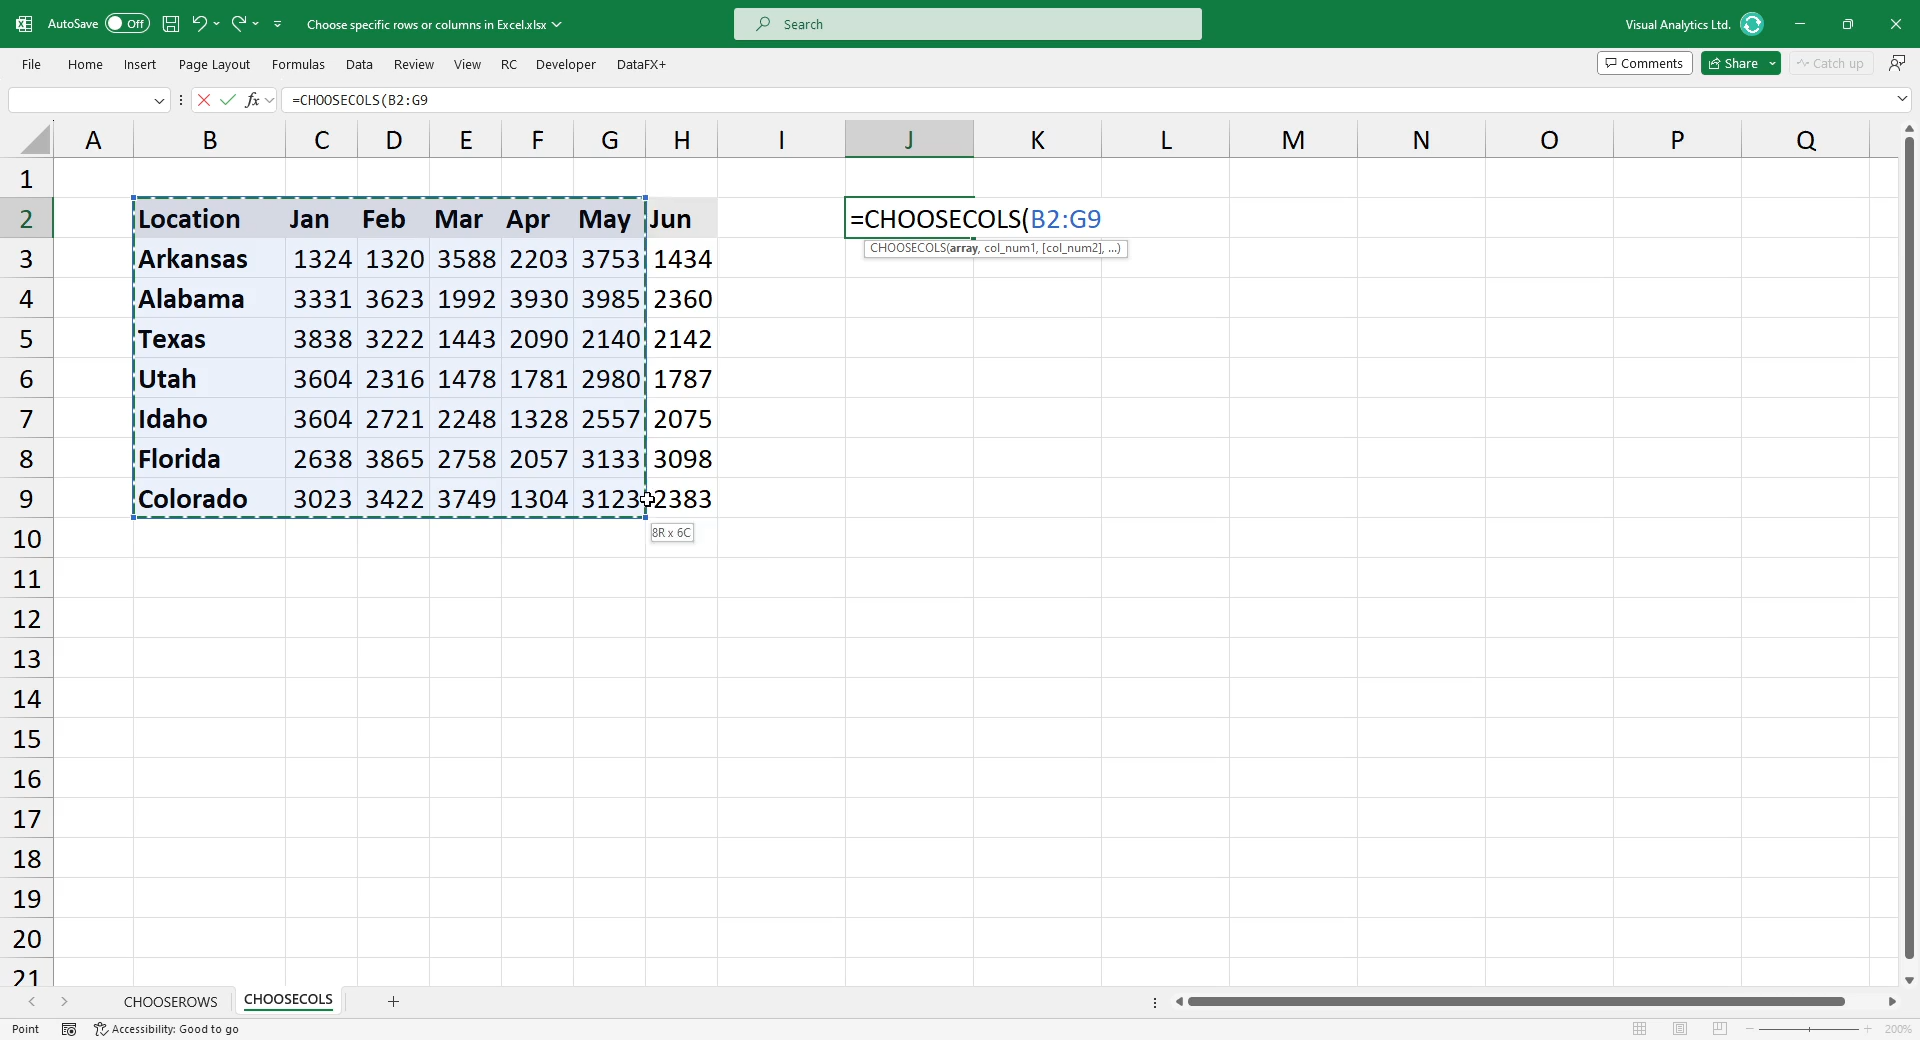 AutoSave Off Choose specific rows or columns in Excel.xlsx Search Visual Analytics Ltd.
File Home Insert Page Layout Formulas Data Review View RC Developer DataFX+ Comments Share Catch up
fx =CHOOSECOLS(B2:G9
A B C D E F G H I J K L M N O P Q
1
2 Location Jan Feb Mar Apr May Jun =CHOOSECOLS(B2:G9
CHOOSECOLS(array, col_num1, [col_num2], ...)
3 Arkansas 1324 1320 3588 2203 3753 1434
4 Alabama 3331 3623 1992 3930 3985 2360
5 Texas 3838 3222 1443 2090 2140 2142
6 Utah 3604 2316 1478 1781 2980 1787
7 Idaho 3604 2721 2248 1328 2557 2075
8 Florida 2638 3865 2758 2057 3133 3098
9 Colorado 3023 3422 3749 1304 3123 2383
8R x 6C
10
11
12
13
14
15
16
17
18
19
20
21
CHOOSEROWS CHOOSECOLS
Point Accessibility: Good to go 200%